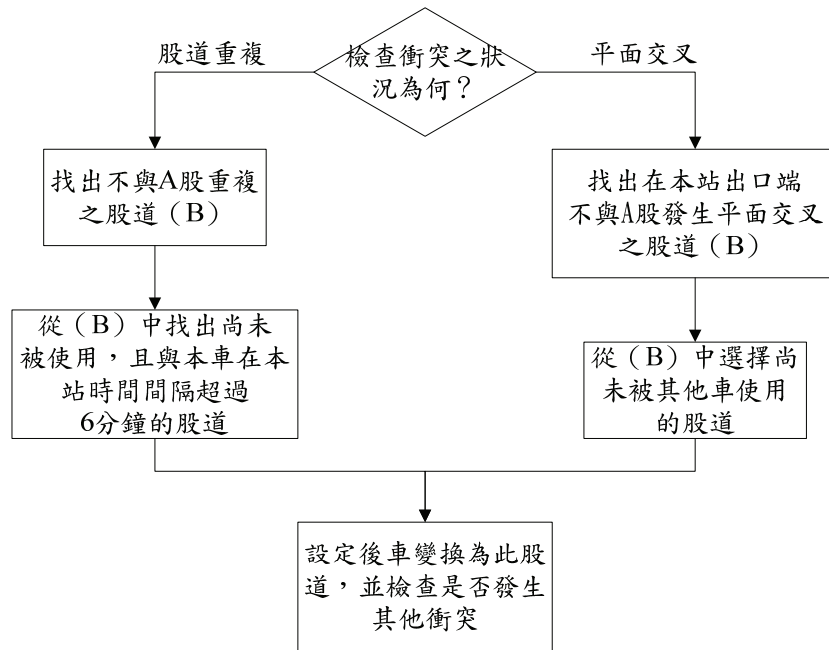 股道重複
檢查衝突之狀
況為何？
平面交叉
找出不與A股重複
之股道（B）
找出在本站出口端
不與A股發生平面交叉
之股道（B）
從（B）中找出尚未
被使用，且與本車在本
站時間間隔超過
6分鐘的股道
從（B）中選擇尚
未被其他車使用
的股道
設定後車變換為此股
道，並檢查是否發生
其他衝突